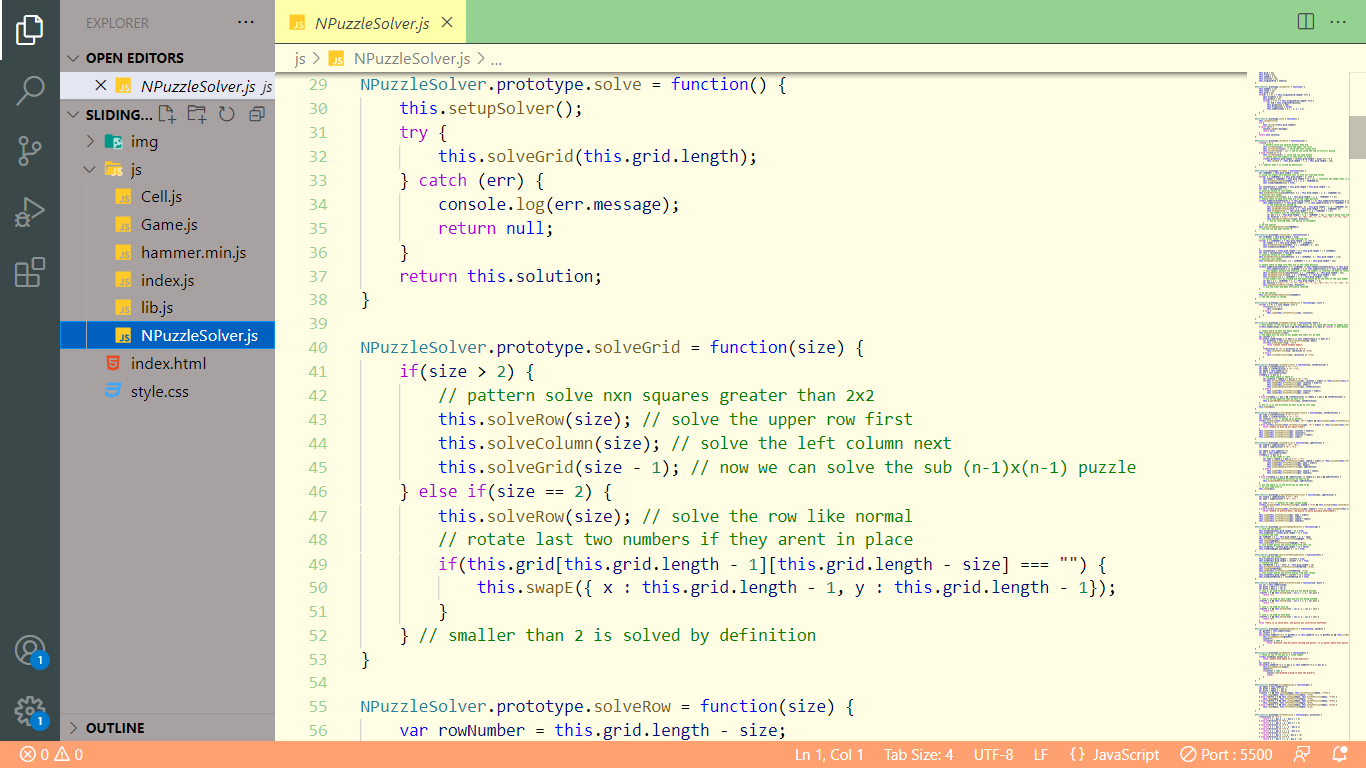 EXPLORER
OPEN EDITORS
NPuzzleSolver.js js
SLIDING...
img
js
Cell.js
Game.js
hammer.min.js
index.js
lib.js
NPuzzleSolver.js
index.html
style.css
OUTLINE
1
1
NPuzzleSolver.js
js > NPuzzleSolver.js > ...
29 NPuzzleSolver.prototype.solve = function() {
30     this.setupSolver();
31     try {
32         this.solveGrid(this.grid.length);
33     } catch (err) {
34         console.log(err.message);
35         return null;
36     }
37     return this.solution;
38 }
39
40 NPuzzleSolver.prototype.solveGrid = function(size) {
41     if(size > 2) {
42         // pattern solve nxn squares greater than 2x2
43         this.solveRow(size); // solve the upper row first
44         this.solveColumn(size); // solve the left column next
45         this.solveGrid(size - 1); // now we can solve the sub (n-1)x(n-1) puzzle
46     } else if(size == 2) {
47         this.solveRow(size); // solve the row like normal
48         // rotate last two numbers if they arent in place
49         if(this.grid[this.grid.length - 1][this.grid.length - size] === "") {
50             this.swapE({ x : this.grid.length - 1, y : this.grid.length - 1});
51         }
52     } // smaller than 2 is solved by definition
53 }
54
55 NPuzzleSolver.prototype.solveRow = function(size) {
56     var rowNumber = this.grid.length - size;
0 0 Ln 1, Col 1 Tab Size: 4 UTF-8 LF {} JavaScript Port : 5500